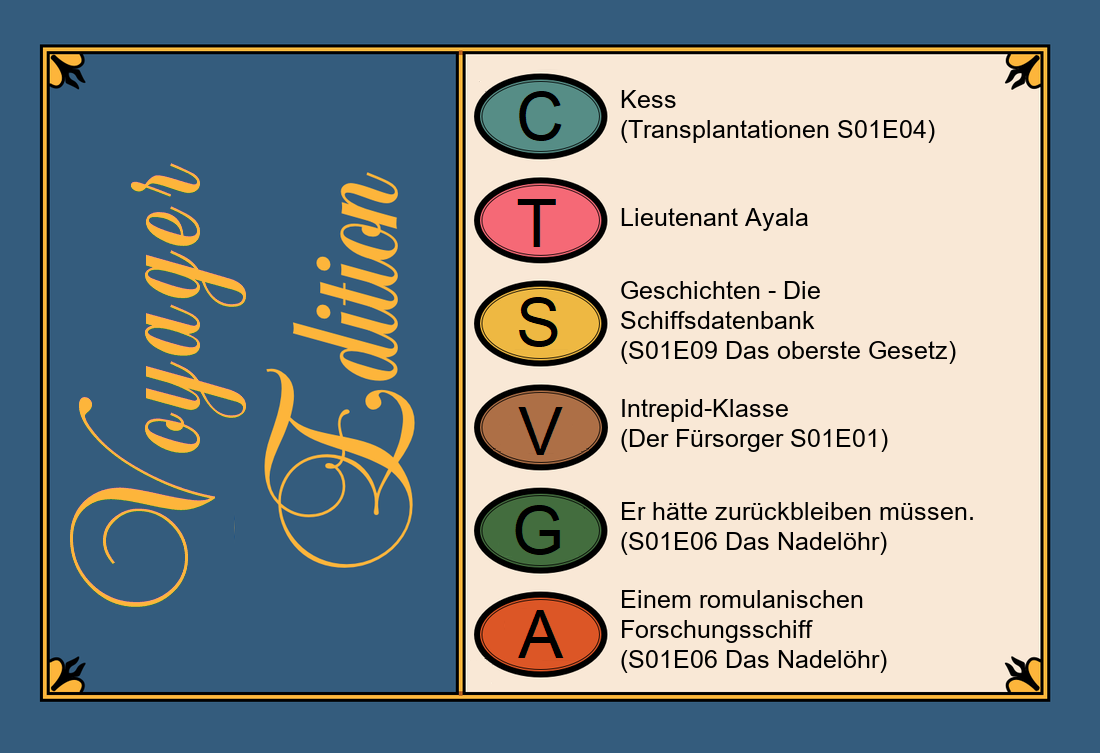 Voyager
Edition
C
Kess
(Transplantationen S01E04)
T
Lieutenant Ayala
S
Geschichten - Die
Schiffsdatenbank
(S01E09 Das oberste Gesetz)
V
Intrepid-Klasse
(Der Fürsorger S01E01)
G
Er hätte zurückbleiben müssen.
(S01E06 Das Nadelöhr)
A
Einem romulanischen
Forschungsschiff
(S01E06 Das Nadelöhr)